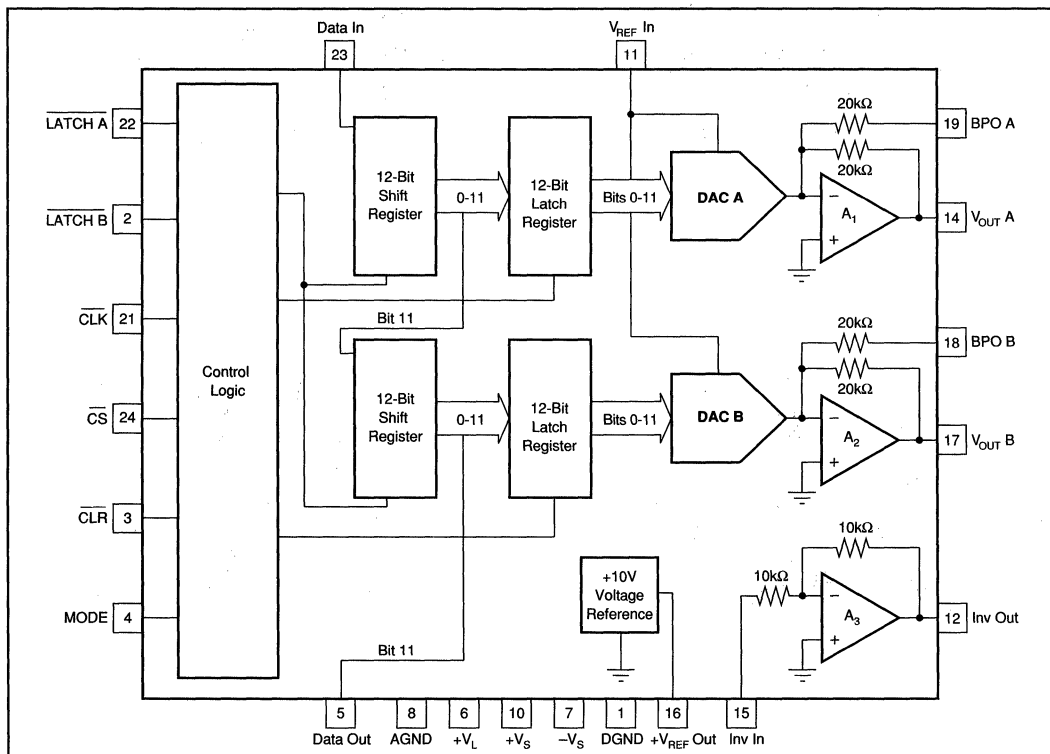 Data In
23
V_REF In
11
LATCH A
22
LATCH B
2
CLK
21
CS
24
CLR
3
MODE
4
Control
Logic
12-Bit
Shift
Register
0-11
12-Bit
Latch
Register
Bits 0-11
DAC A
20kΩ
20kΩ
−
A1
+
19
BPO A
14
V_OUT A
Bit 11
12-Bit
Shift
Register
0-11
12-Bit
Latch
Register
Bits 0-11
DAC B
20kΩ
20kΩ
−
A2
+
18
BPO B
17
V_OUT B
+10V
Voltage
Reference
10kΩ
10kΩ
−
A3
+
12
Inv Out
Bit 11
5
Data Out
8
AGND
6
+V_L
10
+V_S
7
−V_S
1
DGND
16
+V_REF Out
15
Inv In